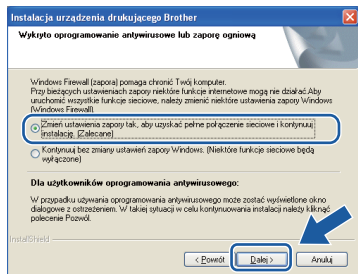 Instalacja urządzenia drukującego Brother
Wykryto oprogramowanie antywirusowe lub zaporę ogniową
Windows Firewall (zapora) pomaga chronić Twój komputer.
Przy bieżących ustawieniach zapory niektóre funkcje internetowe mogą nie działać.Aby
uruchomić wszystkie funkcje sieciowe, należy zmienić niektóre ustawienia zapory Windows
(Windows Firewall).
Zmień ustawienia zapory tak, aby uzyskać pełne połączenie sieciowe i kontynuuj
instalację. (Zalecane)
Kontynuuj bez zmiany ustawień zapory Windows. (Niektóre funkcje sieciowe będą
wyłączone)
Dla użytkowników oprogramowania antywirusowego:
W przypadku używania oprogramowania antywirusowego może zostać wyświetlone okno
dialogowe z ostrzeżeniem. W takiej sytuacji w celu kontynuowania instalacji należy kliknąć
polecenie Pozwól.
InstallShield
< Powrót
Dalej >
Anuluj